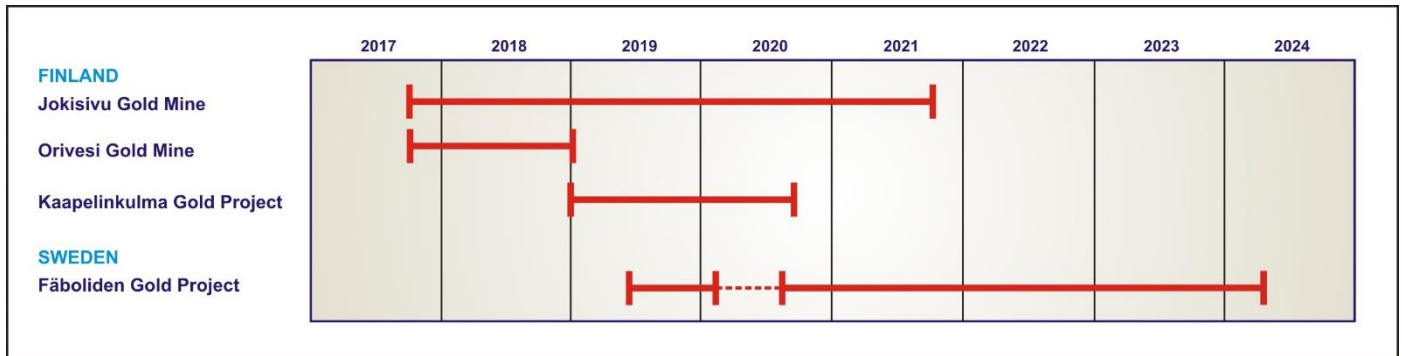 2017 2018 2019 2020 2021 2022 2023 2024
FINLAND
Jokisivu Gold Mine
Orivesi Gold Mine
Kaapelinkulma Gold Project
SWEDEN
Fäboliden Gold Project